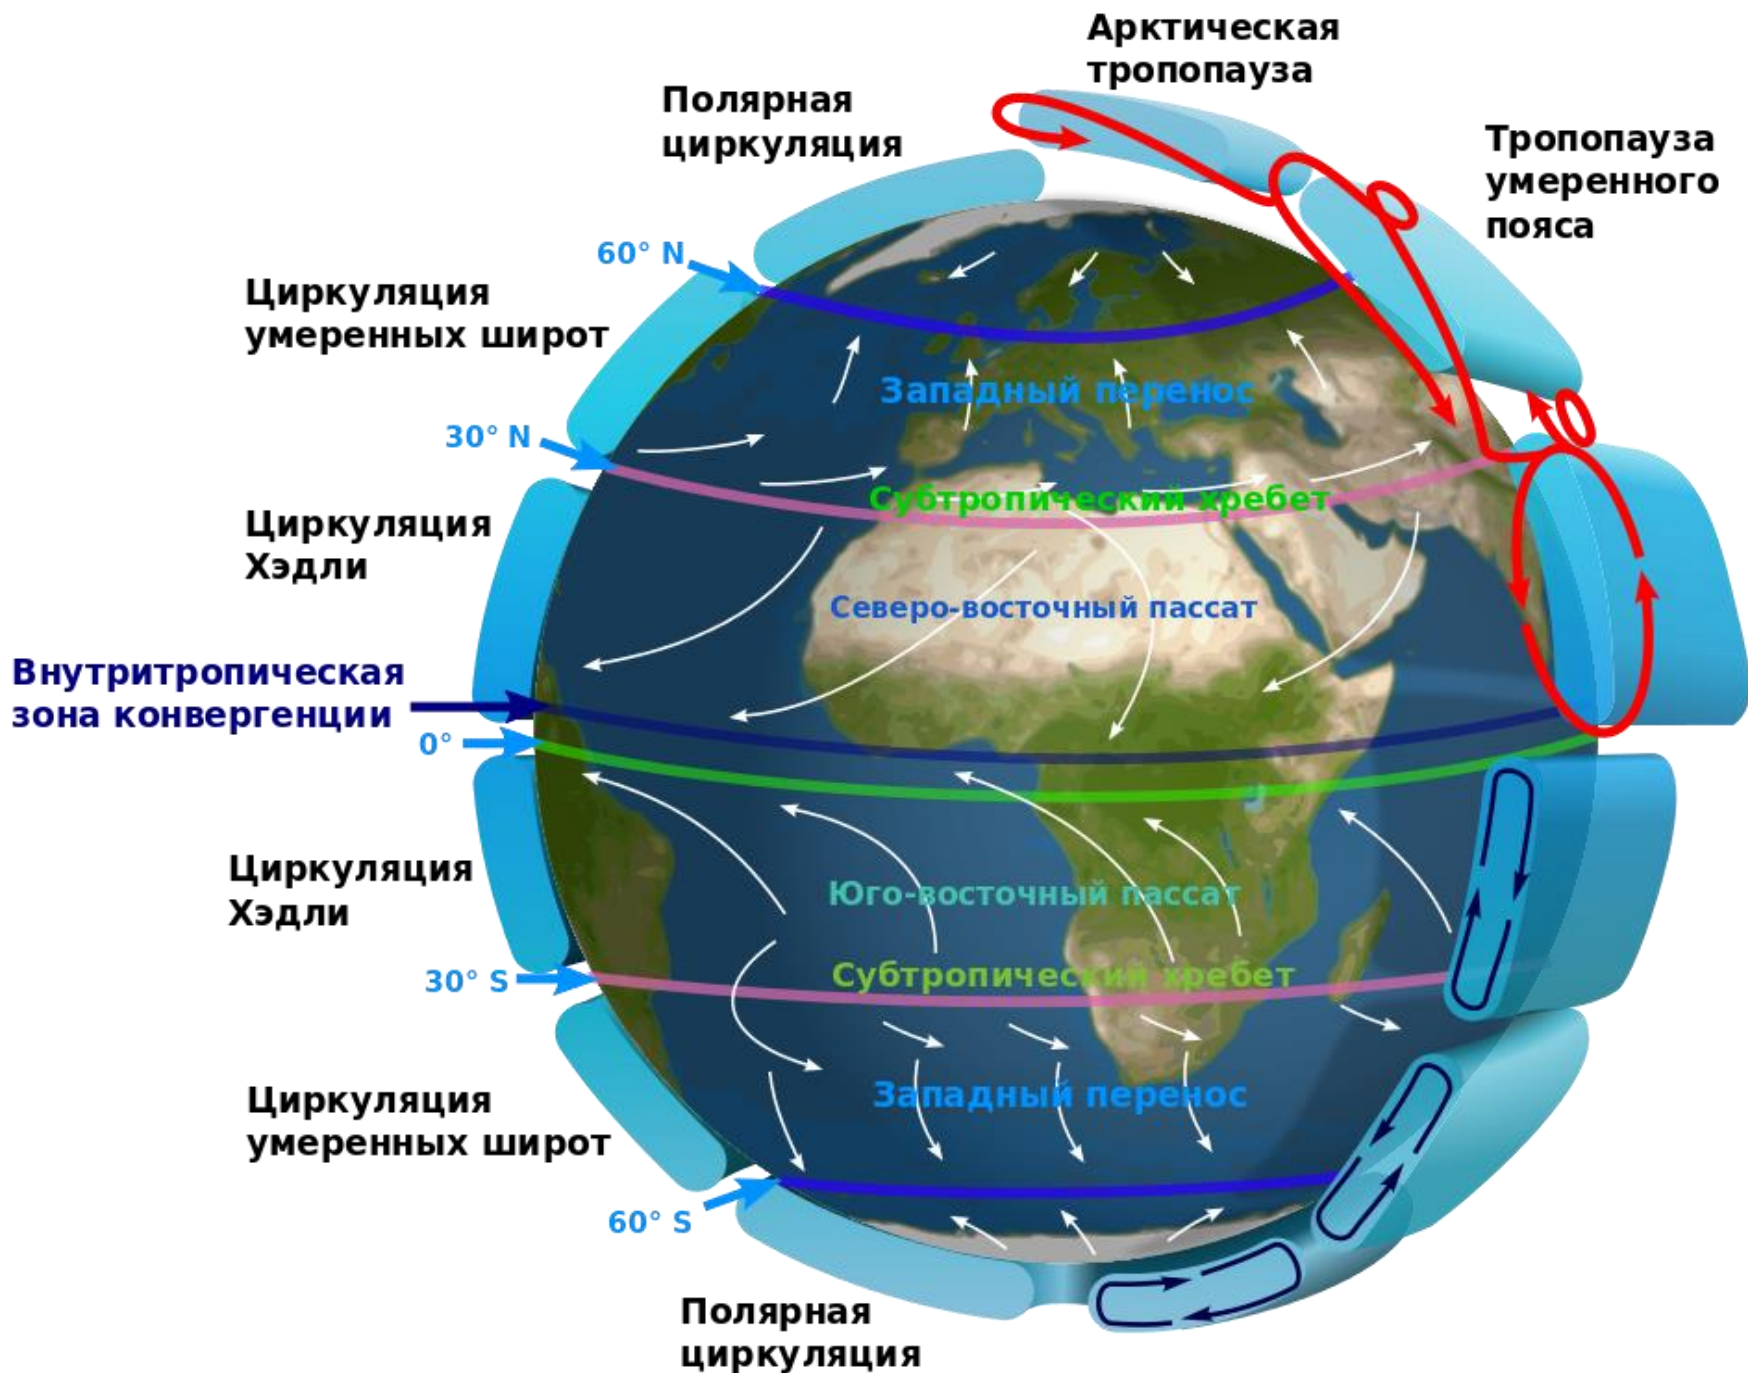 Арктическая
тропопауза
Полярная
циркуляция
Тропопауза
умеренного
пояса
60° N
Циркуляция
умеренных широт
Западный перенос
30° N
Субтропический хребет
Циркуляция
Хэдли
Северо-восточный пассат
Внутритропическая
зона конвергенции
0°
Циркуляция
Хэдли
Юго-восточный пассат
Субтропический хребет
30° S
Циркуляция
умеренных широт
Западный перенос
60° S
Полярная
циркуляция